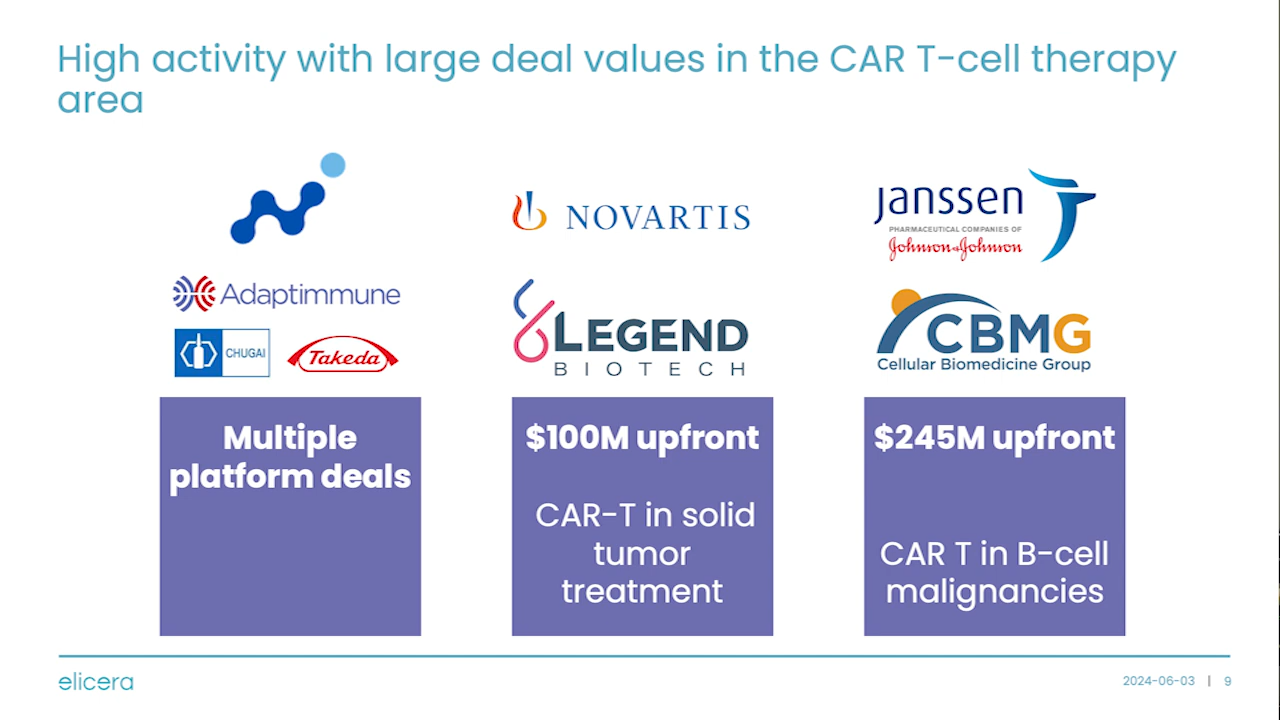 High activity with large deal values in the CAR T-cell therapy
area
Adaptimmune
CHUGAI
Takeda
Multiple
platform deals
NOVARTIS
LEGEND
BIOTECH
$100M upfront
CAR-T in solid
tumor
treatment
Janssen
PHARMACEUTICAL COMPANIES OF
Johnson & Johnson
CBMG
Cellular Biomedicine Group
$245M upfront
CAR T in B-cell
malignancies
elicera
2024-06-03 | 9